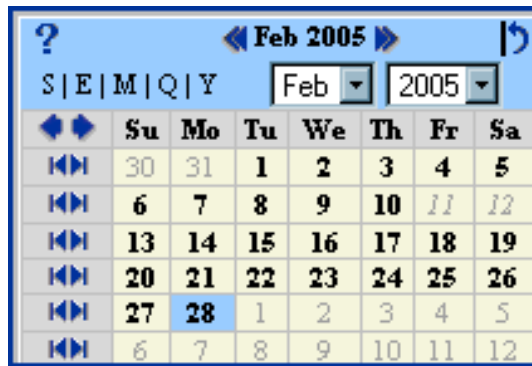 ? Feb 2005
S | E | M | Q | Y Feb 2005
Su Mo Tu We Th Fr Sa
30 31 1 2 3 4 5
6 7 8 9 10 11 12
13 14 15 16 17 18 19
20 21 22 23 24 25 26
27 28 1 2 3 4 5
6 7 8 9 10 11 12